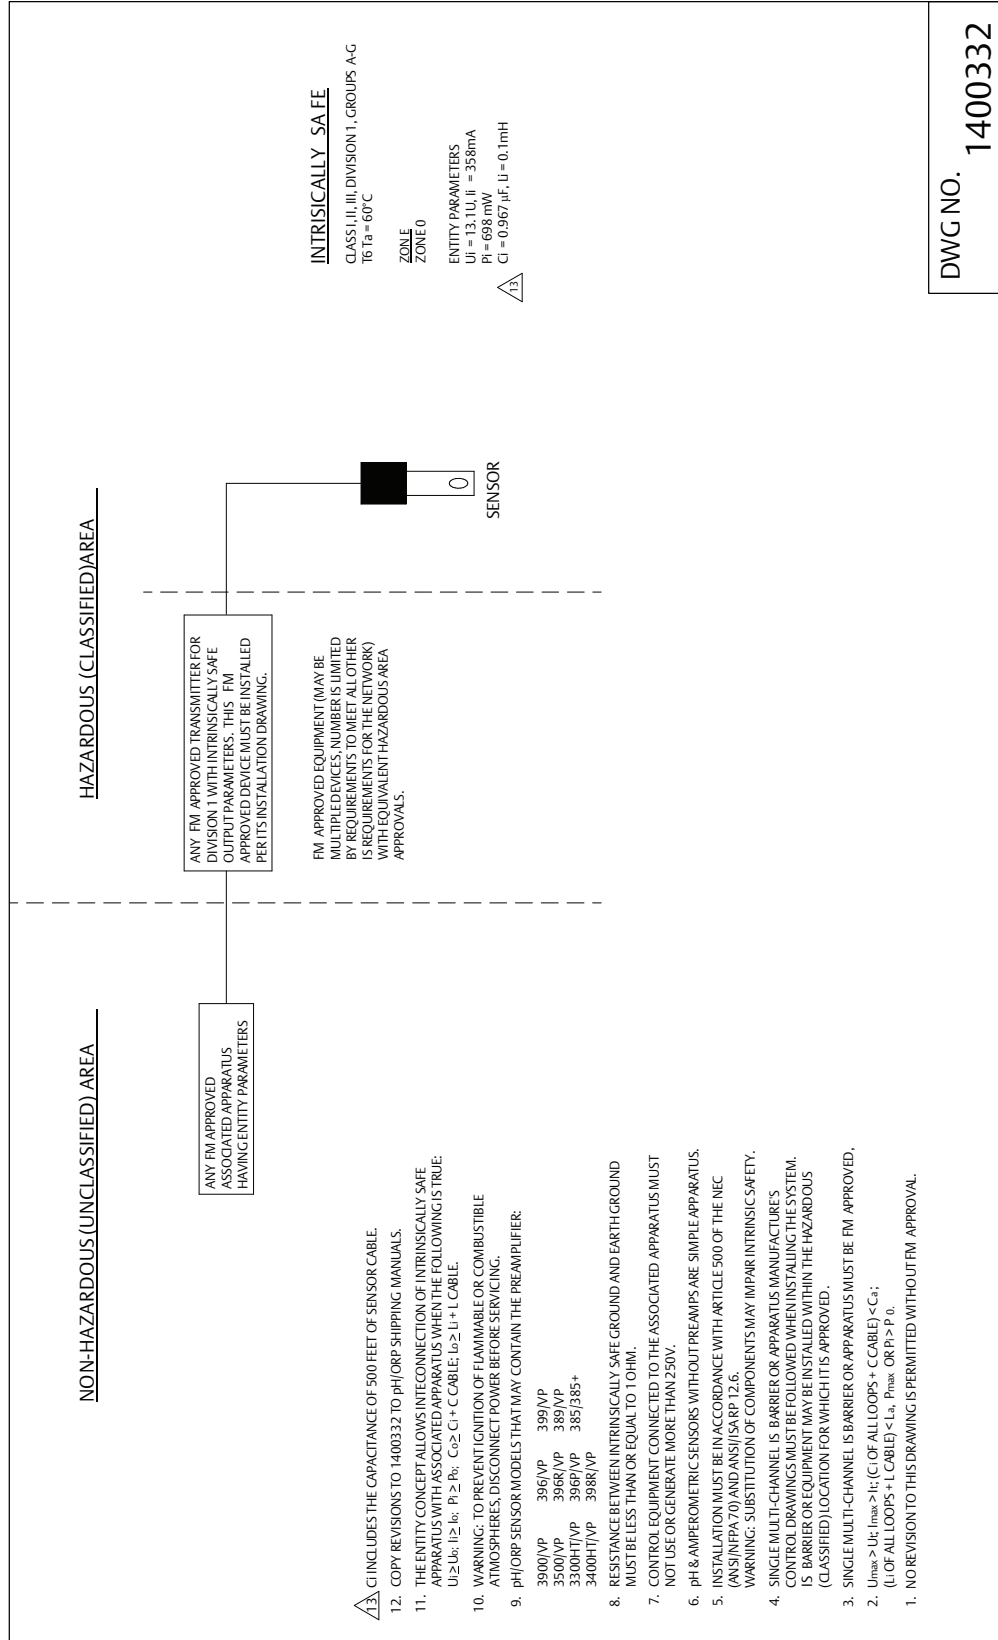 NON-HAZARDOUS (UNCLASSIFIED) AREA
HAZARDOUS (CLASSIFIED)AREA
ANY FM APPROVED
ASSOCIATED APPARATUS
HAVING ENTITY PARAMETERS
ANY FM APPROVED TRANSMITTER FOR
DIVISION 1 WITH INTRINSICALLY SAFE
OUTPUT PARAMETERS. THIS FM
APPROVED DEVICE MUST BE INSTALLED
PER ITS INSTALLATION DRAWING.
FM APPROVED EQUIPMENT (MAY BE
MULTIPLE DEVICES, NUMBER IS LIMITED
BY REQUIREMENTS TO MEET ALL OTHER
IS REQUIREMENTS FOR THE NETWORK)
WITH EQUIVALENT HAZARDOUS AREA
APPROVALS.
SENSOR
INTRISICALLY SA FE
CLASS I, II, III, DIVISION 1, GROUPS A-G
T6 Ta = 60°C
ZON E
ZONE 0
ENTITY PARAMETERS
Ui = 13.1U, Ii = 358mA
Pi = 698 mW
Ci = 0.967 µF, Li = 0.1mH
13
13. Ci INCLUDES THE CAPACITANCE OF 500 FEET OF SENSOR CABLE.
12. COPY REVISIONS TO 1400332 TO pH/ORP SHIPPING MANUALS.
11. THE ENTITY CONCEPT ALLOWS INTECONNECTION OF INTRINSICALLY SAFE
APPARATUS WITH ASSOCIATED APPARATUS WHEN THE FOLLOWING IS TRUE:
Ui ≥ Uo; Ii ≥ Io; Pi ≥ Po; Co ≥ Ci + C CABLE; Lo ≥ Li + L CABLE.
10. WARNING: TO PREVENT IGNITION OF FLAMMABLE OR COMBUSTIBLE
ATMOSPHERES, DISCONNECT POWER BEFORE SERVICING.
9. pH/ORP SENSOR MODELS THAT MAY CONTAIN THE PREAMPLIFIER:
3900/VP 396/VP 399/VP
3500/VP 396R/VP 389/VP
3300HT/VP 396P/VP 385/385+
3400HT/VP 398R/VP
8. RESISTANCE BETWEEN INTRINSICALLY SAFE GROUND AND EARTH GROUND
MUST BE LESS THAN OR EQUAL TO 1 OHM.
7. CONTROL EQUIPMENT CONNECTED TO THE ASSOCIATED APPARATUS MUST
NOT USE OR GENERATE MORE THAN 250V.
6. pH & AMPEROMETRIC SENSORS WITHOUT PREAMPS ARE SIMPLE APPARATUS.
5. INSTALLATION MUST BE IN ACCORDANCE WITH ARTICLE 500 OF THE NEC
(ANSI/NFPA 70) AND ANSI/ISA RP 12.6.
WARNING: SUBSTITUTION OF COMPONENTS MAY IMPAIR INTRINSIC SAFETY.
4. SINGLE MULTI-CHANNEL IS BARRIER OR APPARATUS MANUFACTURE'S
CONTROL DRAWINGS MUST BE FOLLOWED WHEN INSTALLING THE SYSTEM.
IS BARRIER OR EQUIPMENT MAY BE INSTALLED WITHIN THE HAZARDOUS
(CLASSIFIED) LOCATION FOR WHICH IT IS APPROVED.
3. SINGLE MULTI-CHANNEL IS BARRIER OR APPARATUS MUST BE FM APPROVED,
2. Umax > Ut; Imax > It; (Ci OF ALL LOOPS + C CABLE) < Ca;
(Li OF ALL LOOPS + L CABLE) < La, Pmax OR Pi > P o.
1. NO REVISION TO THIS DRAWING IS PERMITTED WITHOUT FM APPROVAL.
DWG NO. 1400332